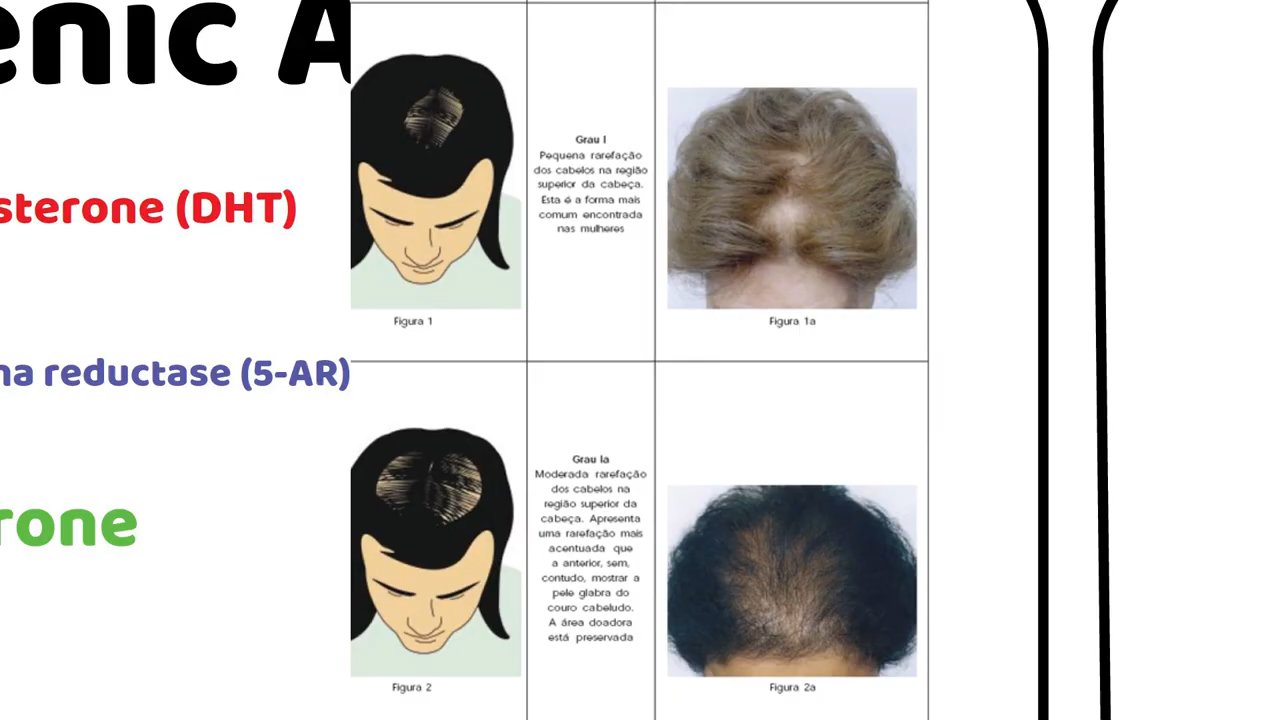 enic A
sterone (DHT)
na reductase (5-AR)
rone
Grau I
Pequena rarefação
dos cabelos na região
superior da cabeça.
Esta é a forma mais
comum encontrada
nas mulheres
Figura 1
Figura 1a
Grau Ia
Moderada rarefação
dos cabelos na
região superior da
cabeça. Apresenta
uma rarefação mais
acentuada que
a anterior, sem,
contudo, mostrar a
pele glabra do
couro cabeludo.
A área doadora
está preservada
Figura 2
Figura 2a